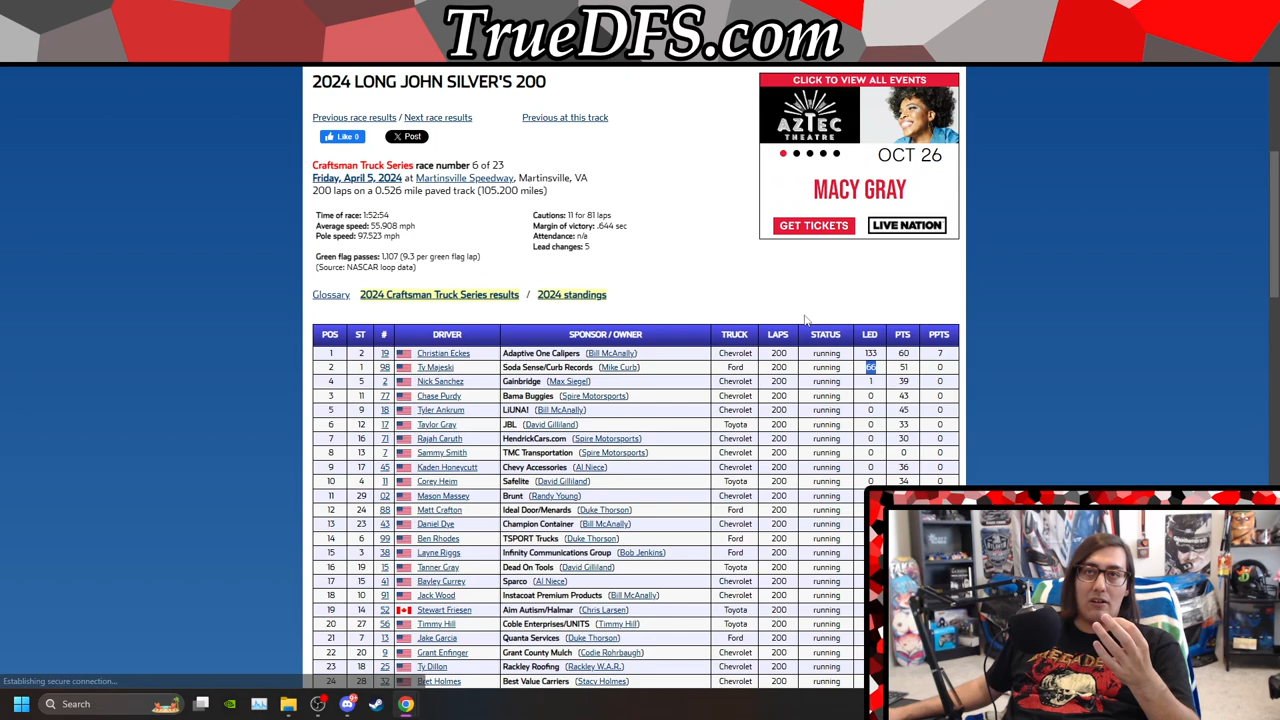 TrueDFS.com
2024 LONG JOHN SILVER'S 200
Previous race results / Next race results Previous at this track
Like 0 Post
Craftsman Truck Series race number 6 of 23
Friday, April 5, 2024 at Martinsville Speedway, Martinsville, VA
200 laps on a 0.526 mile paved track (105.200 miles)
Time of race: 1:52:54
Average speed: 55.908 mph
Pole speed: 97.523 mph
Cautions: 11 for 81 laps
Margin of victory: .644 sec
Attendance: n/a
Lead changes: 5
Green flag passes: 1,107 (9.3 per green flag lap)
(Source: NASCAR loop data)
Glossary 2024 Craftsman Truck Series results / 2024 standings
CLICK TO VIEW ALL EVENTS
AZTEC
THEATRE
OCT 26
MACY GRAY
GET TICKETS LIVE NATION
POS ST # DRIVER SPONSOR / OWNER TRUCK LAPS STATUS LED PTS PPTS
1 2 19 Christian Eckes Adaptive One Calipers (Bill McAnally) Chevrolet 200 running 133 60 7
2 1 98 Ty Majeski Soda Sense/Curb Records (Mike Curb) Ford 200 running 66 51 0
4 5 2 Nick Sanchez Gainbridge (Max Siegel) Chevrolet 200 running 1 39 0
3 11 77 Chase Purdy Bama Buggies (Spire Motorsports) Chevrolet 200 running 0 43 0
5 9 18 Tyler Ankrum LiUNA! (Bill McAnally) Chevrolet 200 running 0 45 0
6 12 17 Taylor Gray JBL (David Gilliland) Toyota 200 running 0 33 0
7 16 71 Rajah Caruth HendrickCars.com (Spire Motorsports) Chevrolet 200 running 0 30 0
8 13 7 Sammy Smith TMC Transportation (Spire Motorsports) Chevrolet 200 running 0 0 0
9 17 45 Kaden Honeycutt Chevy Accessories (Al Niece) Chevrolet 200 running 0 36 0
10 4 11 Corey Heim Safelite (David Gilliland) Toyota 200 running 0 34 0
11 29 02 Mason Massey Brunt (Randy Young) Chevrolet 200 running
12 24 88 Matt Crafton Ideal Door/Menards (Duke Thorson) Ford 200 running
13 23 43 Daniel Dye Champion Container (Bill McAnally) Chevrolet 200 running
14 6 99 Ben Rhodes TSPORT Trucks (Duke Thorson) Ford 200 running
15 3 38 Layne Riggs Infinity Communications Group (Bob Jenkins) Ford 200 running
16 19 15 Tanner Gray Dead On Tools (David Gilliland) Toyota 200 running
17 15 41 Bayley Currey Sparco (Al Niece) Chevrolet 200 running
18 10 91 Jack Wood Instacoat Premium Products (Bill McAnally) Chevrolet 200 running
19 14 52 Stewart Friesen Aim Autism/Halmar (Chris Larsen) Toyota 200 running
20 27 56 Timmy Hill Coble Enterprises/UNITS (Timmy Hill) Toyota 200 running
21 7 13 Jake Garcia Quanta Services (Duke Thorson) Ford 200 running
22 20 9 Grant Enfinger Grant County Mulch (Codie Rohrbaugh) Chevrolet 200 running
23 18 25 Ty Dillon Rackley Roofing (Rackley W.A.R.) Chevrolet 200 running
24 28 32 Bret Holmes Best Value Carriers (Stacy Holmes) Chevrolet 200 running
Establishing secure connection...
Search